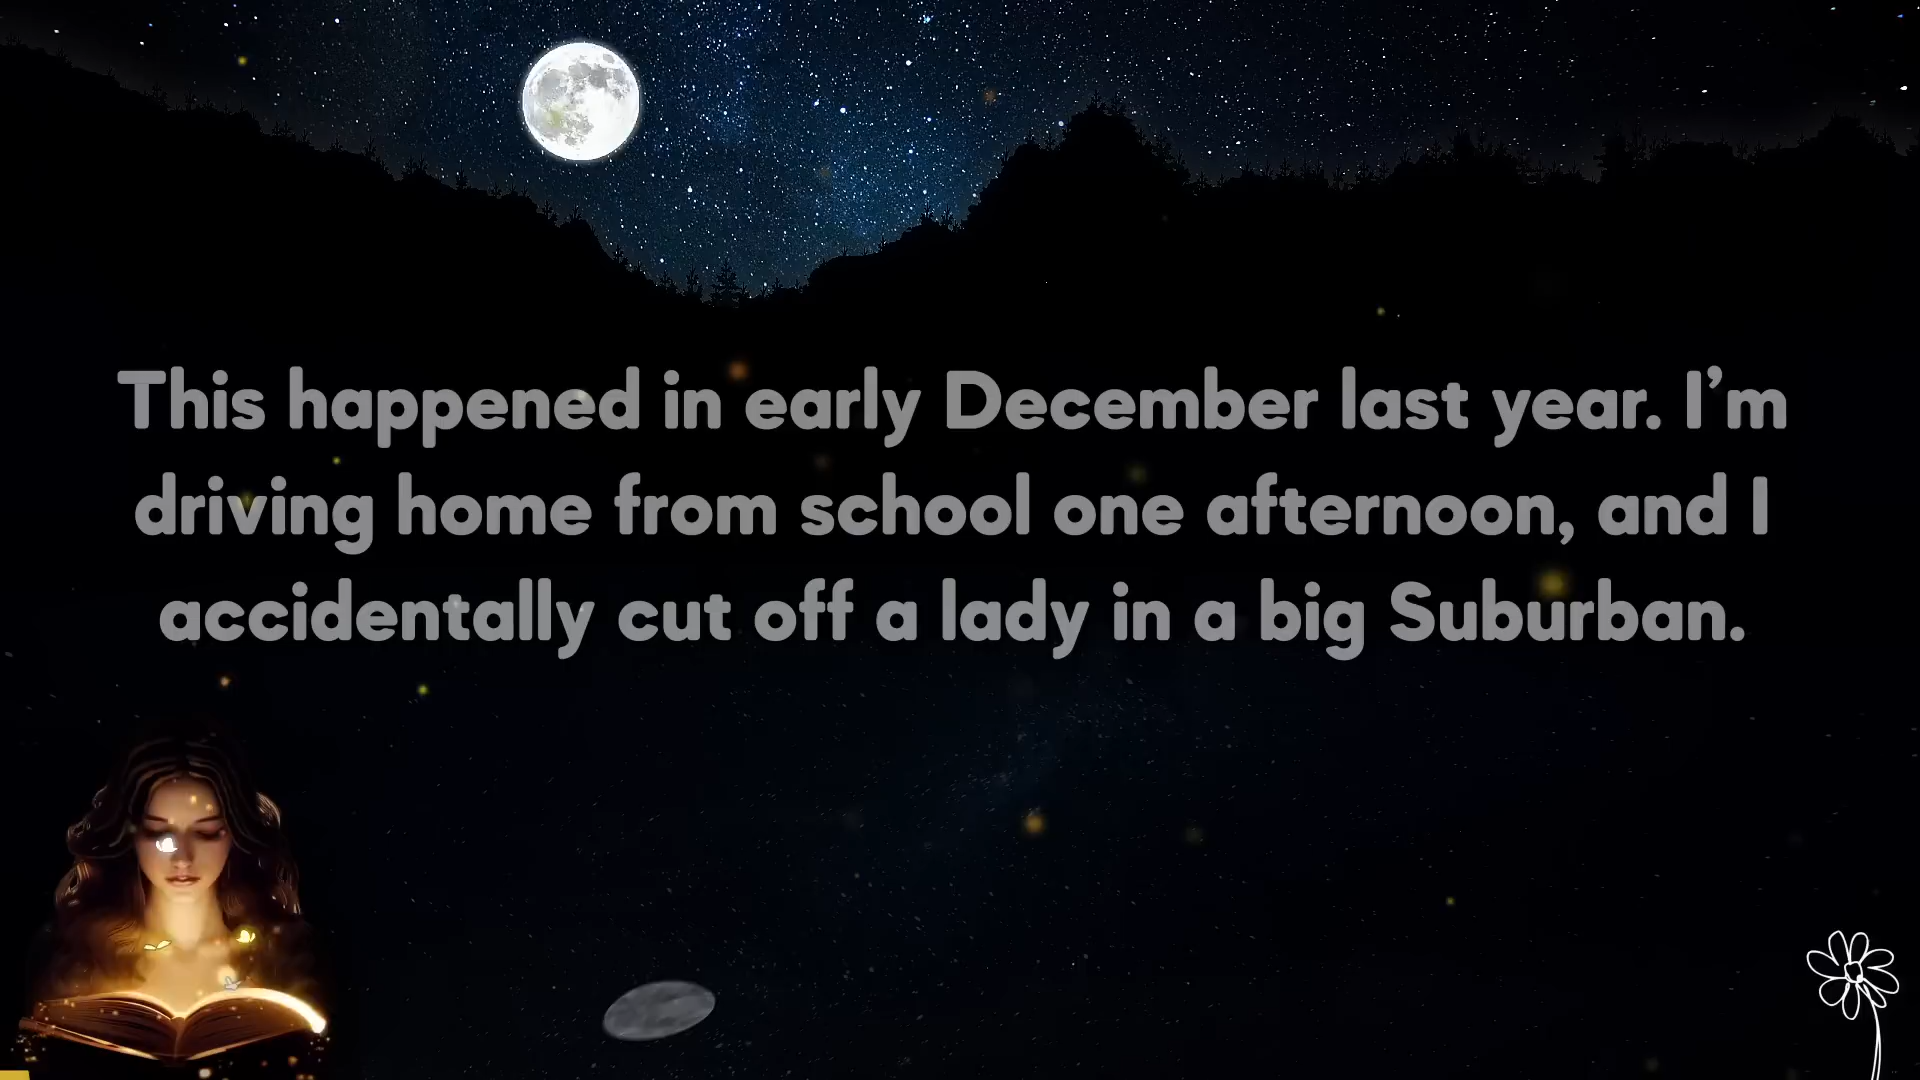 This happened in early December last year. I’m
driving home from school one afternoon, and I
accidentally cut off a lady in a big Suburban.